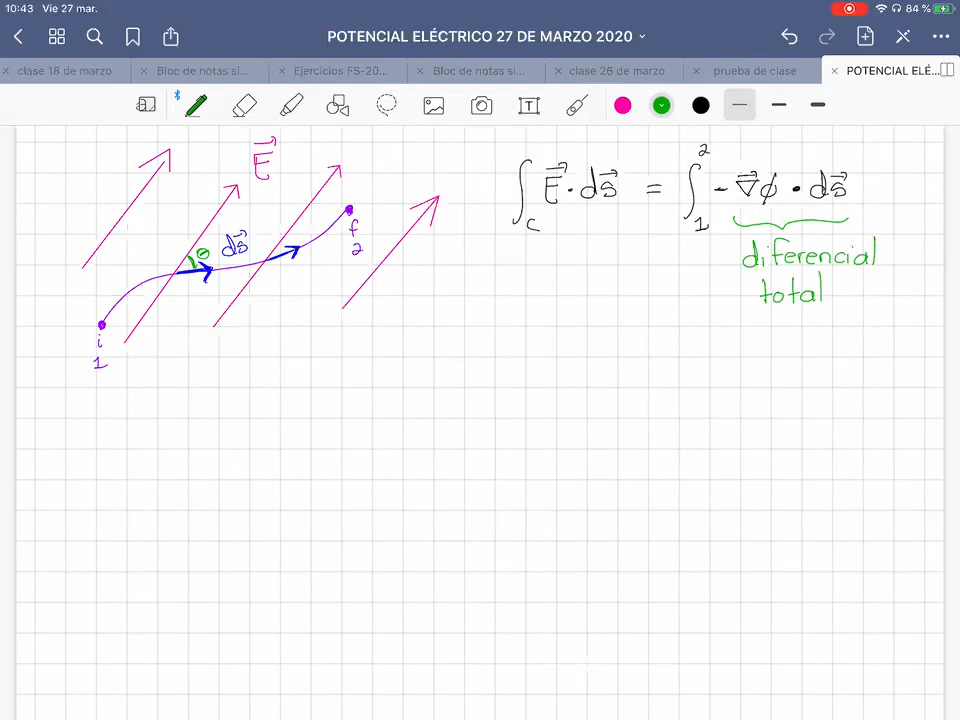 10:43 Vie 27 mar. 84 %
POTENCIAL ELÉCTRICO 27 DE MARZO 2020
clase 18 de marzo Bloc de notas si... Ejercicios FS-20... Bloc de notas si... clase 26 de marzo prueba de clase POTENCIAL ELÉ...
T
E⃗
∫_C E⃗ · ds⃗ = ∫_1^2 -∇⃗ϕ · ds⃗
diferencial
total
θ ds⃗
f
2
i
1